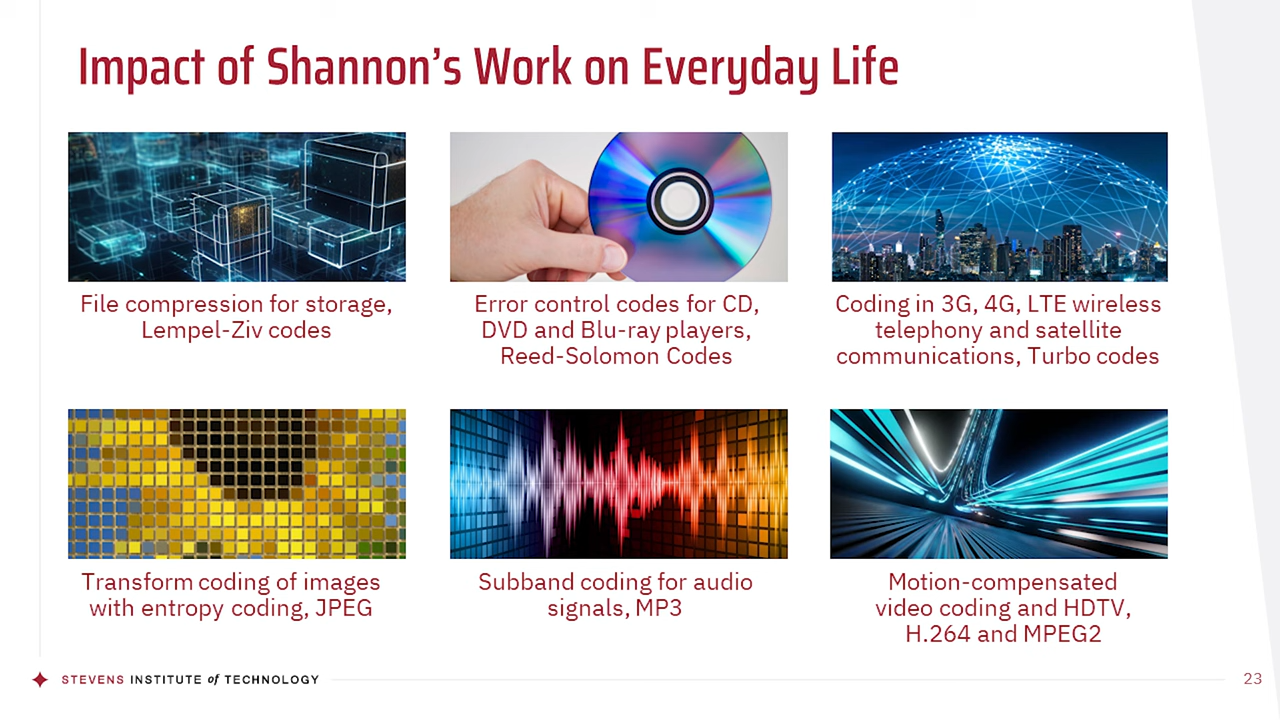 Impact of Shannon’s Work on Everyday Life
File compression for storage,
Lempel-Ziv codes
Error control codes for CD,
DVD and Blu-ray players,
Reed-Solomon Codes
Coding in 3G, 4G, LTE wireless
telephony and satellite
communications, Turbo codes
Transform coding of images
with entropy coding, JPEG
Subband coding for audio
signals, MP3
Motion-compensated
video coding and HDTV,
H.264 and MPEG2
STEVENS INSTITUTE of TECHNOLOGY
23